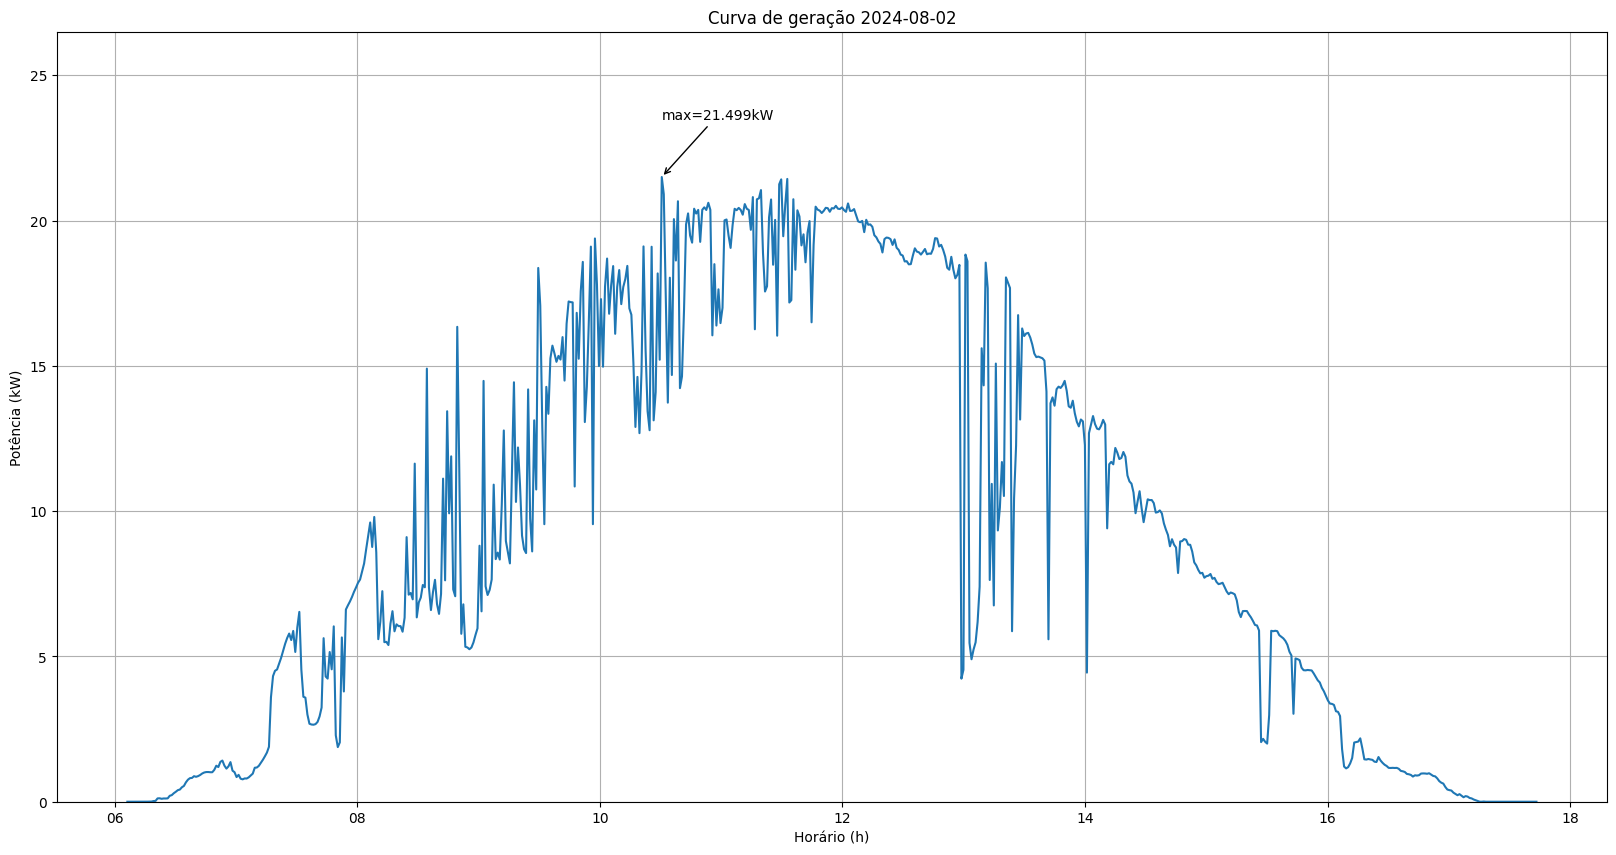 Curva de geração 2024-08-02
25
max=21.499kW
20
15
Potência (kW)
10
5
0
06 08 10 12 14 16 18
Horário (h)